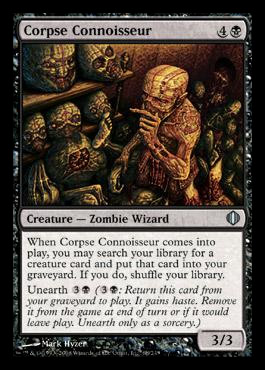 Corpse Connoisseur 4
Creature — Zombie Wizard
When Corpse Connoisseur comes into
play, you may search your library for a
creature card and put that card into your
graveyard. If you do, shuffle your library.
Unearth 3 (3: Return this card from
your graveyard to play. It gains haste. Remove
it from the game at end of turn or if it would
leave play. Unearth only as a sorcery.)
Mark Hyzer
3/3